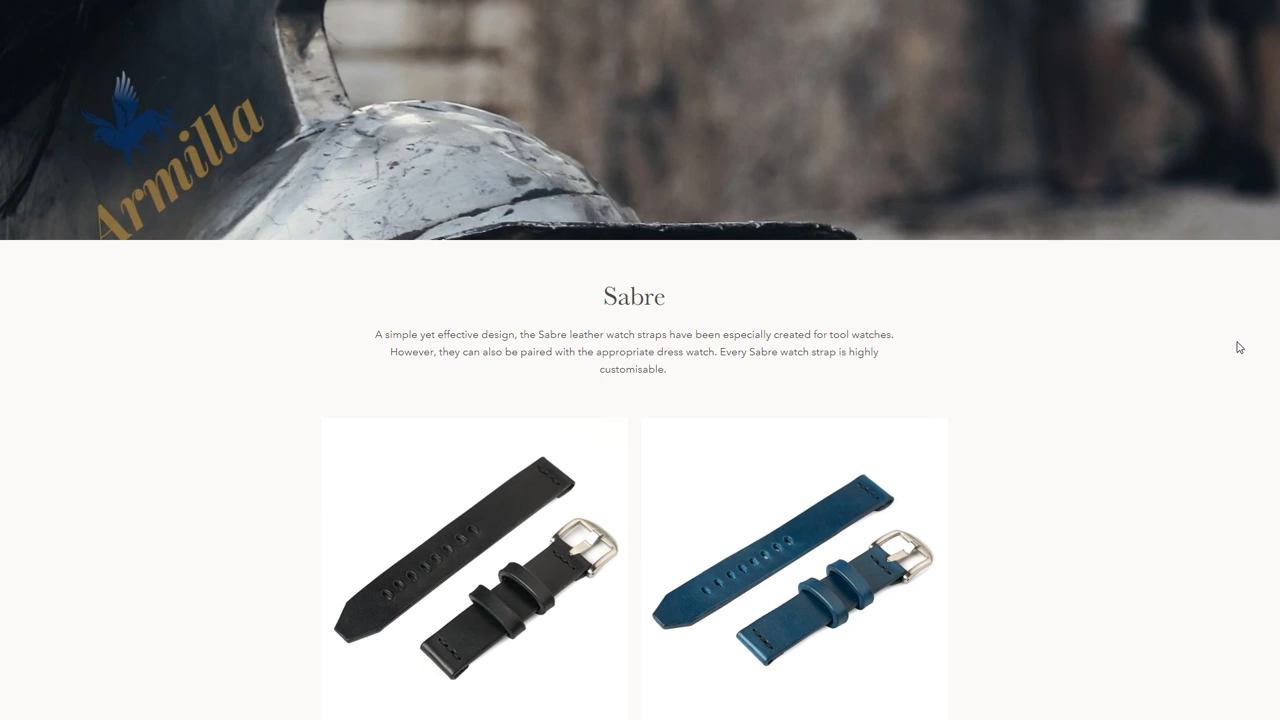 Armilla
Sabre
A simple yet effective design, the Sabre leather watch straps have been especially created for tool watches.
However, they can also be paired with the appropriate dress watch. Every Sabre watch strap is highly
customisable.